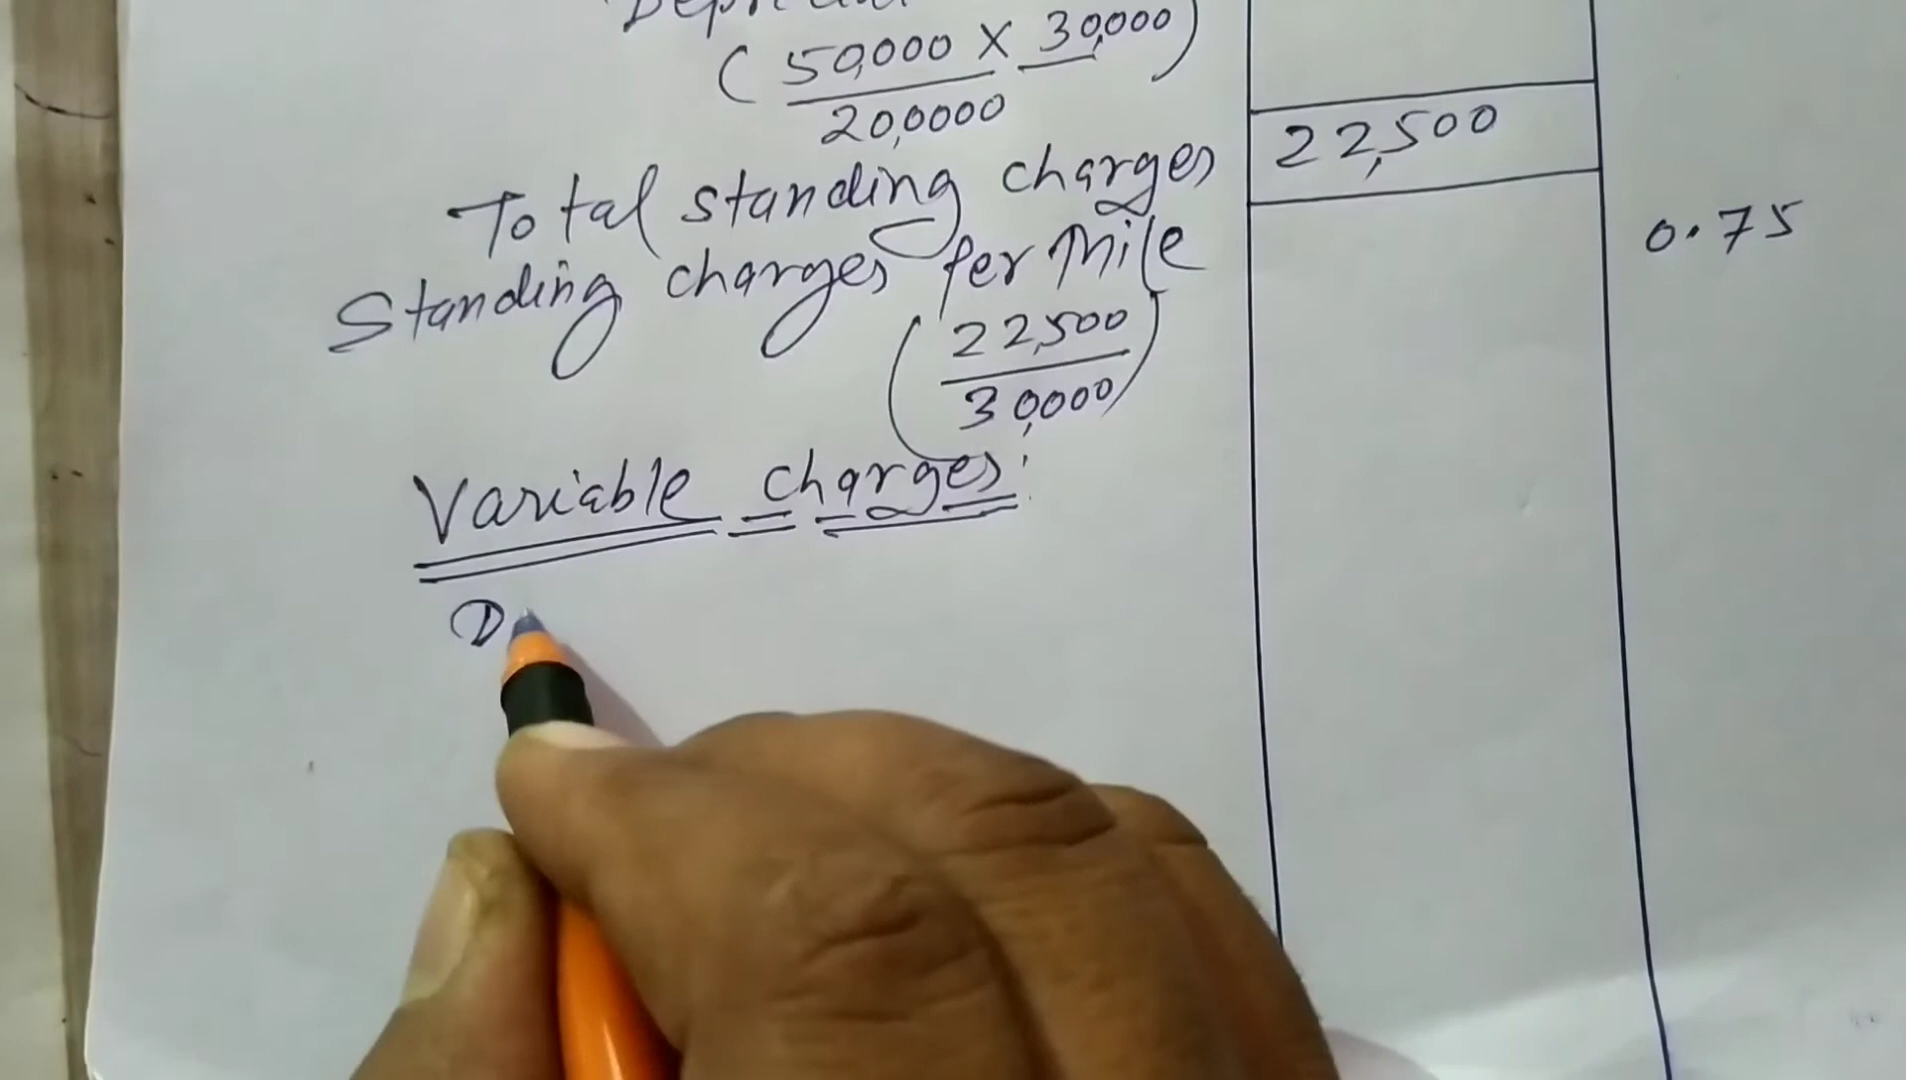 (50,000 X 30,000)
20,0000
Total standing charges 22,500
Standing charges per Mile 0.75
(22,500
30,000)
Variable charges:
D